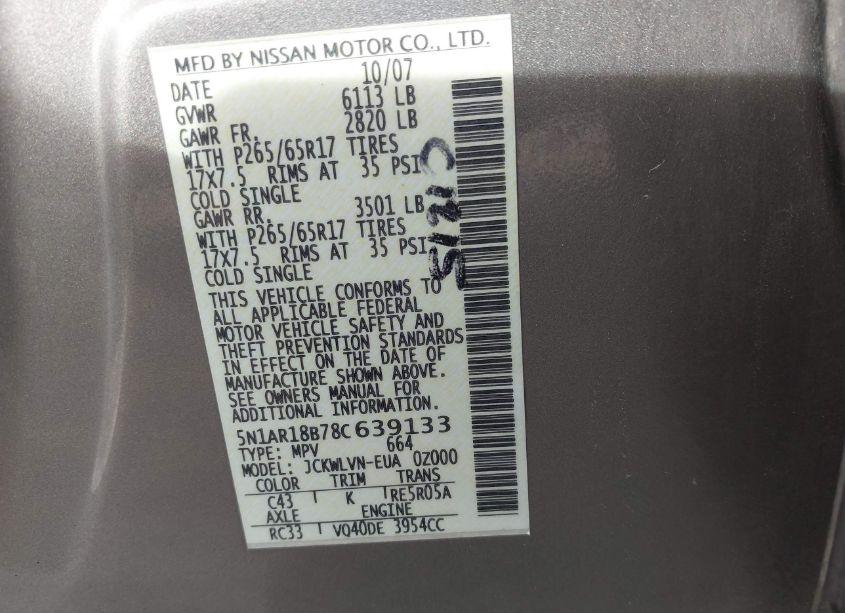 MFD BY NISSAN MOTOR CO., LTD.
DATE 10/07
GVWR 6113 LB
GAWR FR. 2820 LB
WITH P265/65R17 TIRES
17X7.5 RIMS AT 35 PSI
COLD SINGLE
GAWR RR. 3501 LB
WITH P265/65R17 TIRES
17X7.5 RIMS AT 35 PSI
COLD SINGLE
THIS VEHICLE CONFORMS TO
ALL APPLICABLE FEDERAL
MOTOR VEHICLE SAFETY AND
THEFT PREVENTION STANDARDS
IN EFFECT ON THE DATE OF
MANUFACTURE SHOWN ABOVE.
SEE OWNERS MANUAL FOR
ADDITIONAL INFORMATION.
5N1AR18B78C639133
TYPE: MPV 664
MODEL: JCKWLVN-EUA 0Z000
COLOR TRIM TRANS
C43 K RE5R05A
AXLE ENGINE
RC33 VQ40DE 3954CC